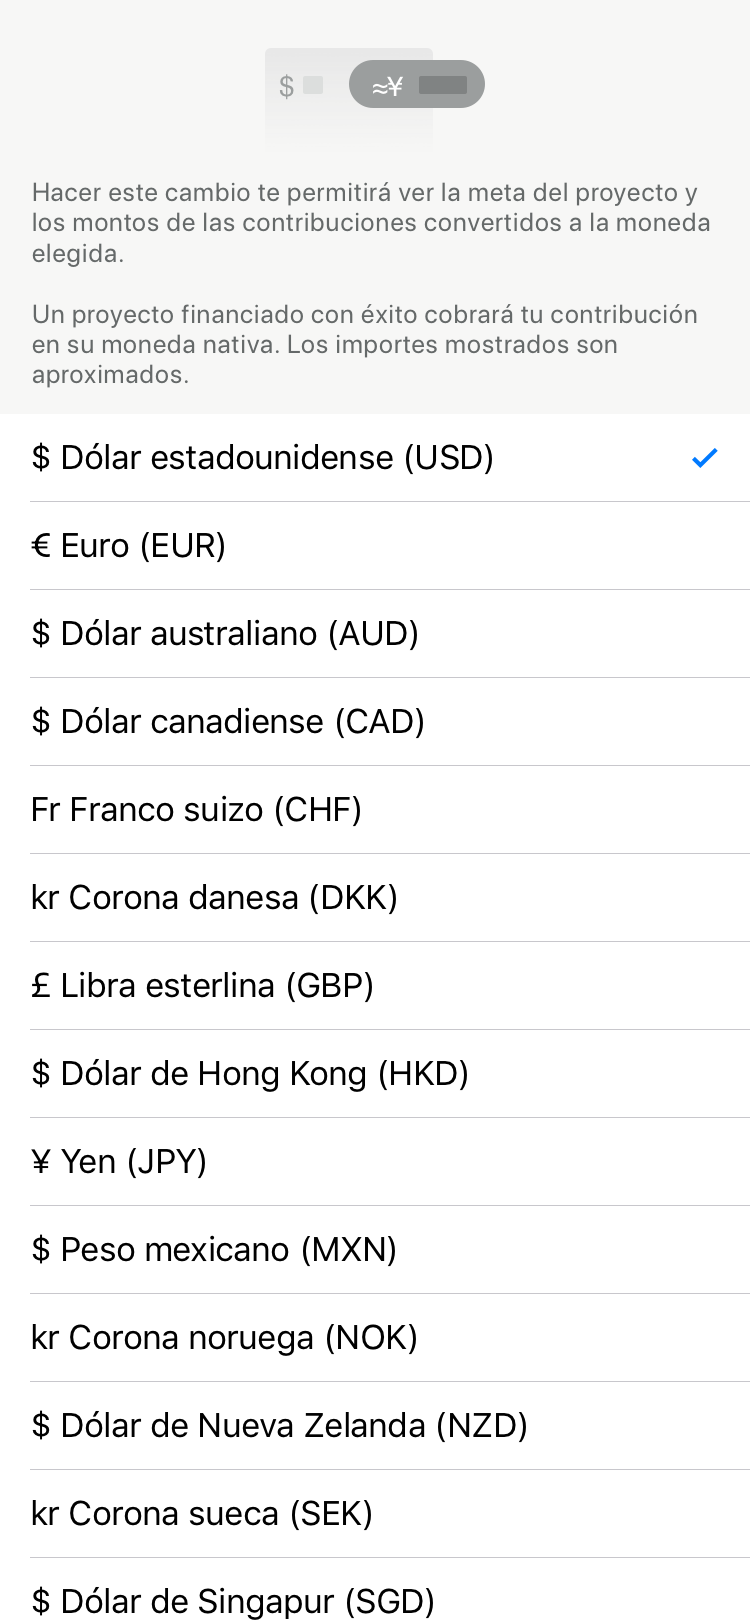 $ ≈¥
Hacer este cambio te permitirá ver la meta del proyecto y
los montos de las contribuciones convertidos a la moneda
elegida.
Un proyecto financiado con éxito cobrará tu contribución
en su moneda nativa. Los importes mostrados son
aproximados.
$ Dólar estadounidense (USD)
€ Euro (EUR)
$ Dólar australiano (AUD)
$ Dólar canadiense (CAD)
Fr Franco suizo (CHF)
kr Corona danesa (DKK)
£ Libra esterlina (GBP)
$ Dólar de Hong Kong (HKD)
¥ Yen (JPY)
$ Peso mexicano (MXN)
kr Corona noruega (NOK)
$ Dólar de Nueva Zelanda (NZD)
kr Corona sueca (SEK)
$ Dólar de Singapur (SGD)